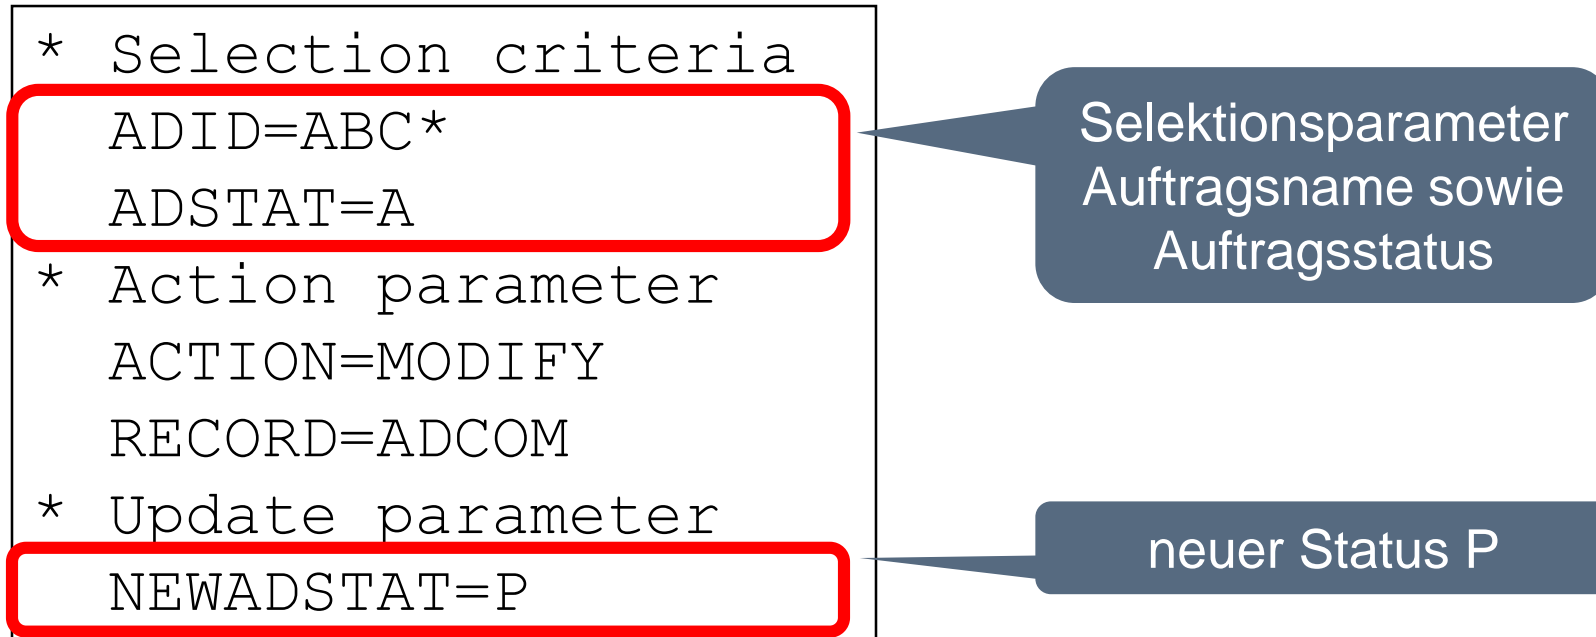 * Selection criteria
ADID=ABC*
ADSTAT=A
* Action parameter
ACTION=MODIFY
RECORD=ADCOM
* Update parameter
NEWADSTAT=P
Selektionsparameter
Auftragsname sowie
Auftragsstatus
neuer Status P